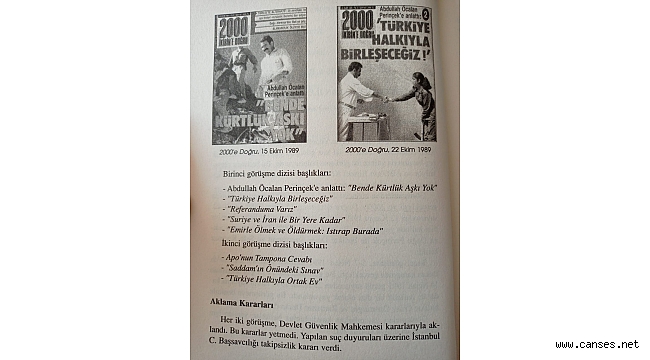 2000
İKİBİN'E DOĞRU
Abdullah Öcalan
Perinçek'e anlattı
"BENDE
KÜRTLÜK AŞKI
YOK"
2000'e Doğru, 15 Ekim 1989
2000
İKİBİN'E DOĞRU
Abdullah Öcalan
Perinçek'e anlattı: 2
'TÜRKİYE
HALKIYLA
BİRLEŞECEĞİZ!'
2000'e Doğru, 22 Ekim 1989
Birinci görüşme dizisi başlıkları:
- Abdullah Öcalan Perinçek'e anlattı: "Bende Kürtlük Aşkı Yok"
- "Türkiye Halkıyla Birleşeceğiz"
- "Referanduma Varız"
- "Suriye ve İran ile Bir Yere Kadar"
- "Emirle Ölmek ve Öldürmek: Istırap Burada"
İkinci görüşme dizisi başlıkları:
- Apo'nun Tampona Cevabı
- "Saddam'ın Önündeki Sınav"
- "Türkiye Halkıyla Ortak Ev"
Aklama Kararları
Her iki görüşme, Devlet Güvenlik Mahkemesi kararlarıyla ak-
landı. Bu kararlar yetmedi. Yapılan suç duyuruları üzerine İstanbul
C. Başsavcılığı takipsizlik kararı verdi.
www.canses.net